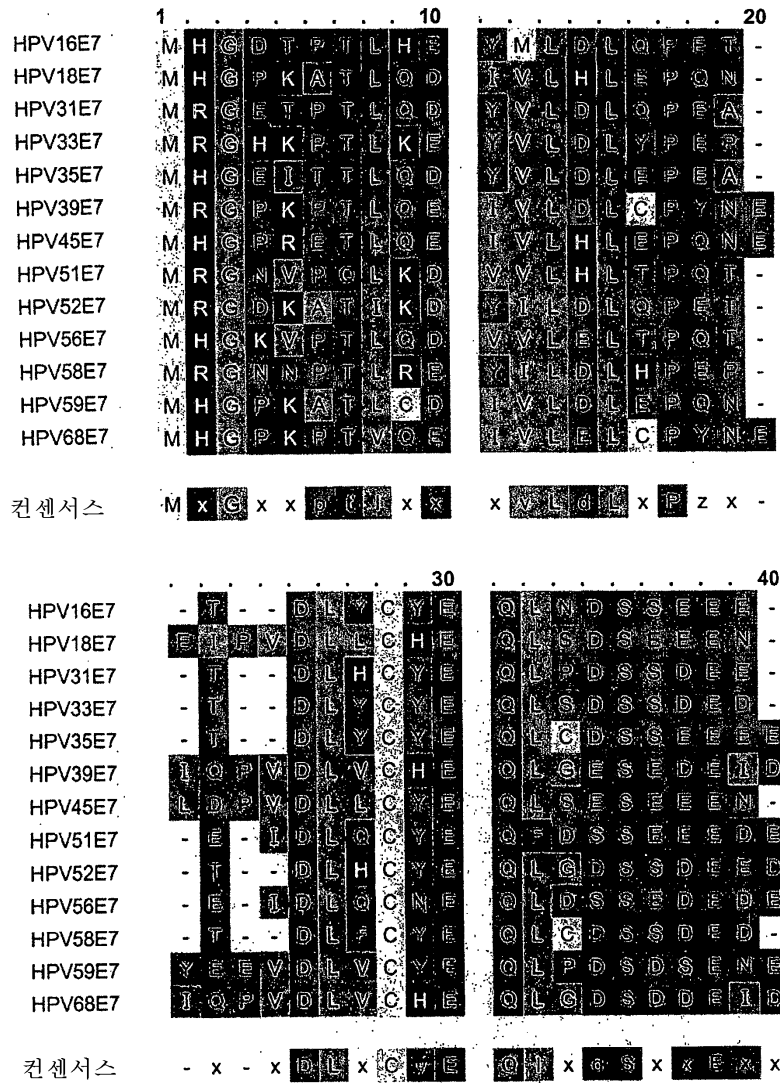 1 10 20
HPV16E7 M H G D T P T L H E Y M L D L Q P E T -
HPV18E7 M H G P K A T L Q D I V L H L E P Q N -
HPV31E7 M R G E T P T L Q D Y V L D L Q P E A -
HPV33E7 M R G H K P T L K E Y V L D L Y P E P -
HPV35E7 M H G E I T T L Q D Y V L D L E P E A -
HPV39E7 M R G P K P T L Q E I V L D L C P Y N E
HPV45E7 M H G P R E T L Q E I V L H L E P Q N E
HPV51E7 M R G N V P Q L K D V V L H L T P Q T -
HPV52E7 M R G D K A T I K D Y I L D L Q P E T -
HPV56E7 M H G K V P T L Q D V V L E L T P Q T -
HPV58E7 M R G N N P T L R E Y I L D L H P E P -
HPV59E7 M H G P K A T L C D I V L D L E P Q N -
HPV68E7 M H G P K P T V Q E I V L E L C P Y N E
컨센서스 M x G x x p t l x x x v L d L x P z x -
30 40
HPV16E7 - T - - D L Y C Y E Q L N D S S E E E -
HPV18E7 E I P V D L L C H E Q L S D S E E E N -
HPV31E7 - T - - D L H C Y E Q L P D S S D E E -
HPV33E7 - T - - D L Y C Y E Q L S D S S D E D -
HPV35E7 - T - - D L Y C Y E Q L C D S S E E E E
HPV39E7 I Q P V D L V C H E Q L G E S E D E I D
HPV45E7 L D P V D L L C Y E Q L S E S E E E N -
HPV51E7 - E - I D L Q C Y E Q F D S S E E E D E
HPV52E7 - T - - D L H C Y E Q L G D S S D E E D
HPV56E7 - E - I D L Q C N E Q L D S S E D E D E
HPV58E7 - T - - D L F C Y E Q L C D S S D E D -
HPV59E7 Y E E V D L V C Y E Q L P D S D S E N E
HPV68E7 I Q P V D L V C H E Q L G D S D D E I D
컨센서스 - x - x D L x C y E Q l x d S x x E x x